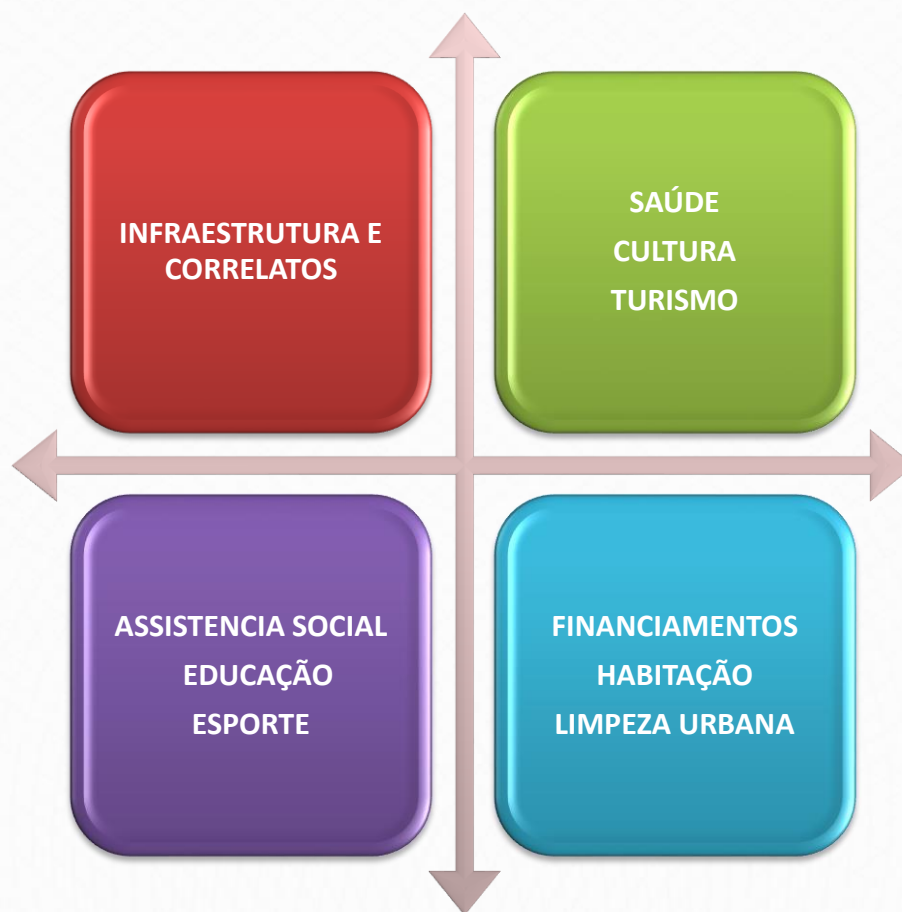 INFRAESTRUTURA E
CORRELATOS
SAÚDE
CULTURA
TURISMO
ASSISTENCIA SOCIAL
EDUCAÇÃO
ESPORTE
FINANCIAMENTOS
HABITAÇÃO
LIMPEZA URBANA